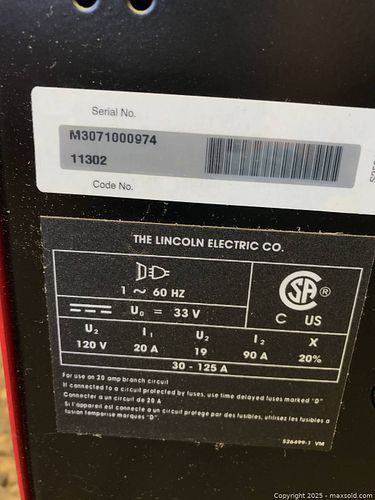 Serial No.
M3071000974
11302
Code No.
THE LINCOLN ELECTRIC CO.
1 ~ 60 HZ
U₀ = 33 V
SA ®
C US
U₂ I₁ U₂ I₂ X
120 V 20 A 19 90 A 20%
30 - 125 A
For use on 20 amp branch circuit
If connected to a circuit protected by fuses, use time delayed fuses marked "D"
Connecter a un circuit de 20 A
Si l'appareil est connecte a un circuit protege par des fusibles, utilisez les fusibles a
fusion temporise marques "D".
S26499-1 VM
Copyright 2025 - maxsold.com